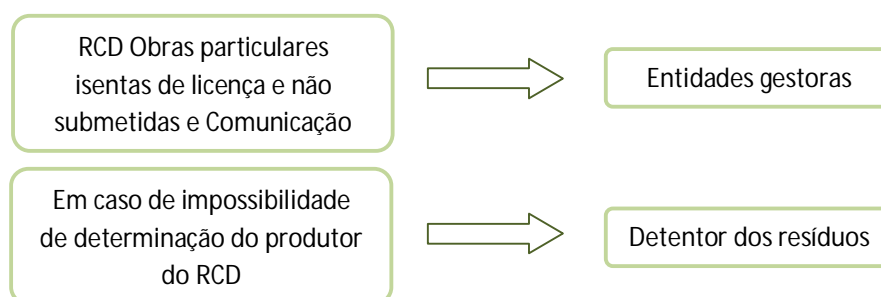 RCD Obras particulares
isentas de licença e não
submetidas e Comunicação
Entidades gestoras
Em caso de impossibilidade
de determinação do produtor
do RCD
Detentor dos resíduos